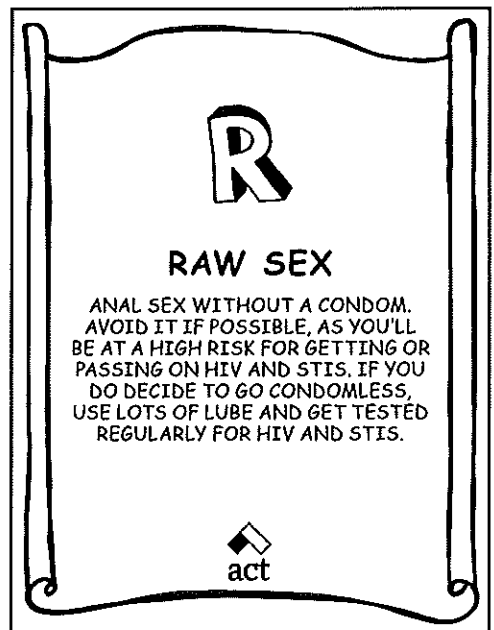 R
RAW SEX
ANAL SEX WITHOUT A CONDOM.
AVOID IT IF POSSIBLE, AS YOU'LL
BE AT A HIGH RISK FOR GETTING OR
PASSING ON HIV AND STIS. IF YOU
DO DECIDE TO GO CONDOMLESS,
USE LOTS OF LUBE AND GET TESTED
REGULARLY FOR HIV AND STIS.
act